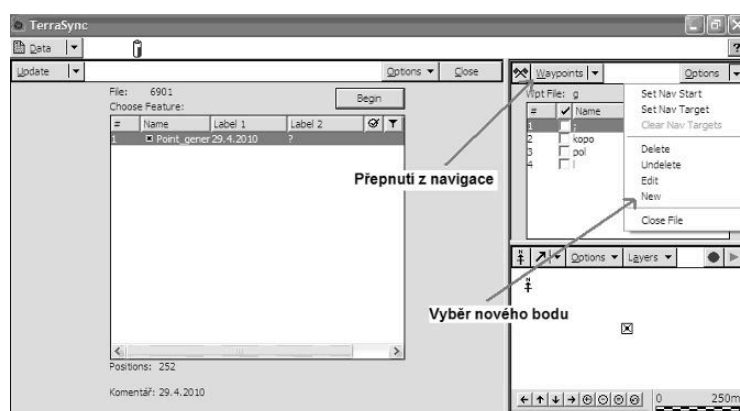 TerraSync
Data
?
Update
Options
Close
File: 6901
Choose Feature:
Begin
# Name Label 1 Label 2
1 Point_gener 29.4.2010 ?
Positions: 252
Komentář: 29.4.2010
Přepnutí z navigace
Waypoints
Options
Wpt File: g
# Name
1 ;
2 kopo
3 pol
4 l
Set Nav Start
Set Nav Target
Clear Nav Targets
Delete
Undelete
Edit
New
Close File
Options
Layers
Výběr nového bodu
0 250m